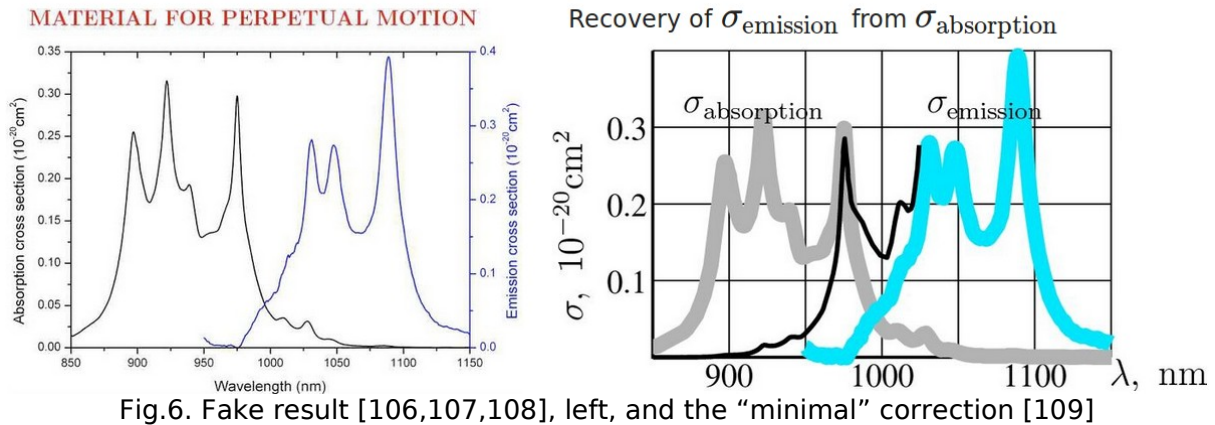 MATERIAL FOR PERPETUAL MOTION
0.35
0.30
0.25
0.20
0.15
0.10
0.05
0.00
Absorption cross section (10⁻²⁰cm²)
0.4
0.3
0.2
0.1
0.0
Emission cross section (10⁻²⁰cm²)
850 900 950 1000 1050 1100 1150
Wavelength (nm)
Recovery of σemission from σabsorption
σabsorption
σemission
0.3
0.2
0.1
σ, 10⁻²⁰cm²
900 1000 1100 λ, nm
Fig.6. Fake result [106,107,108], left, and the “minimal” correction [109]